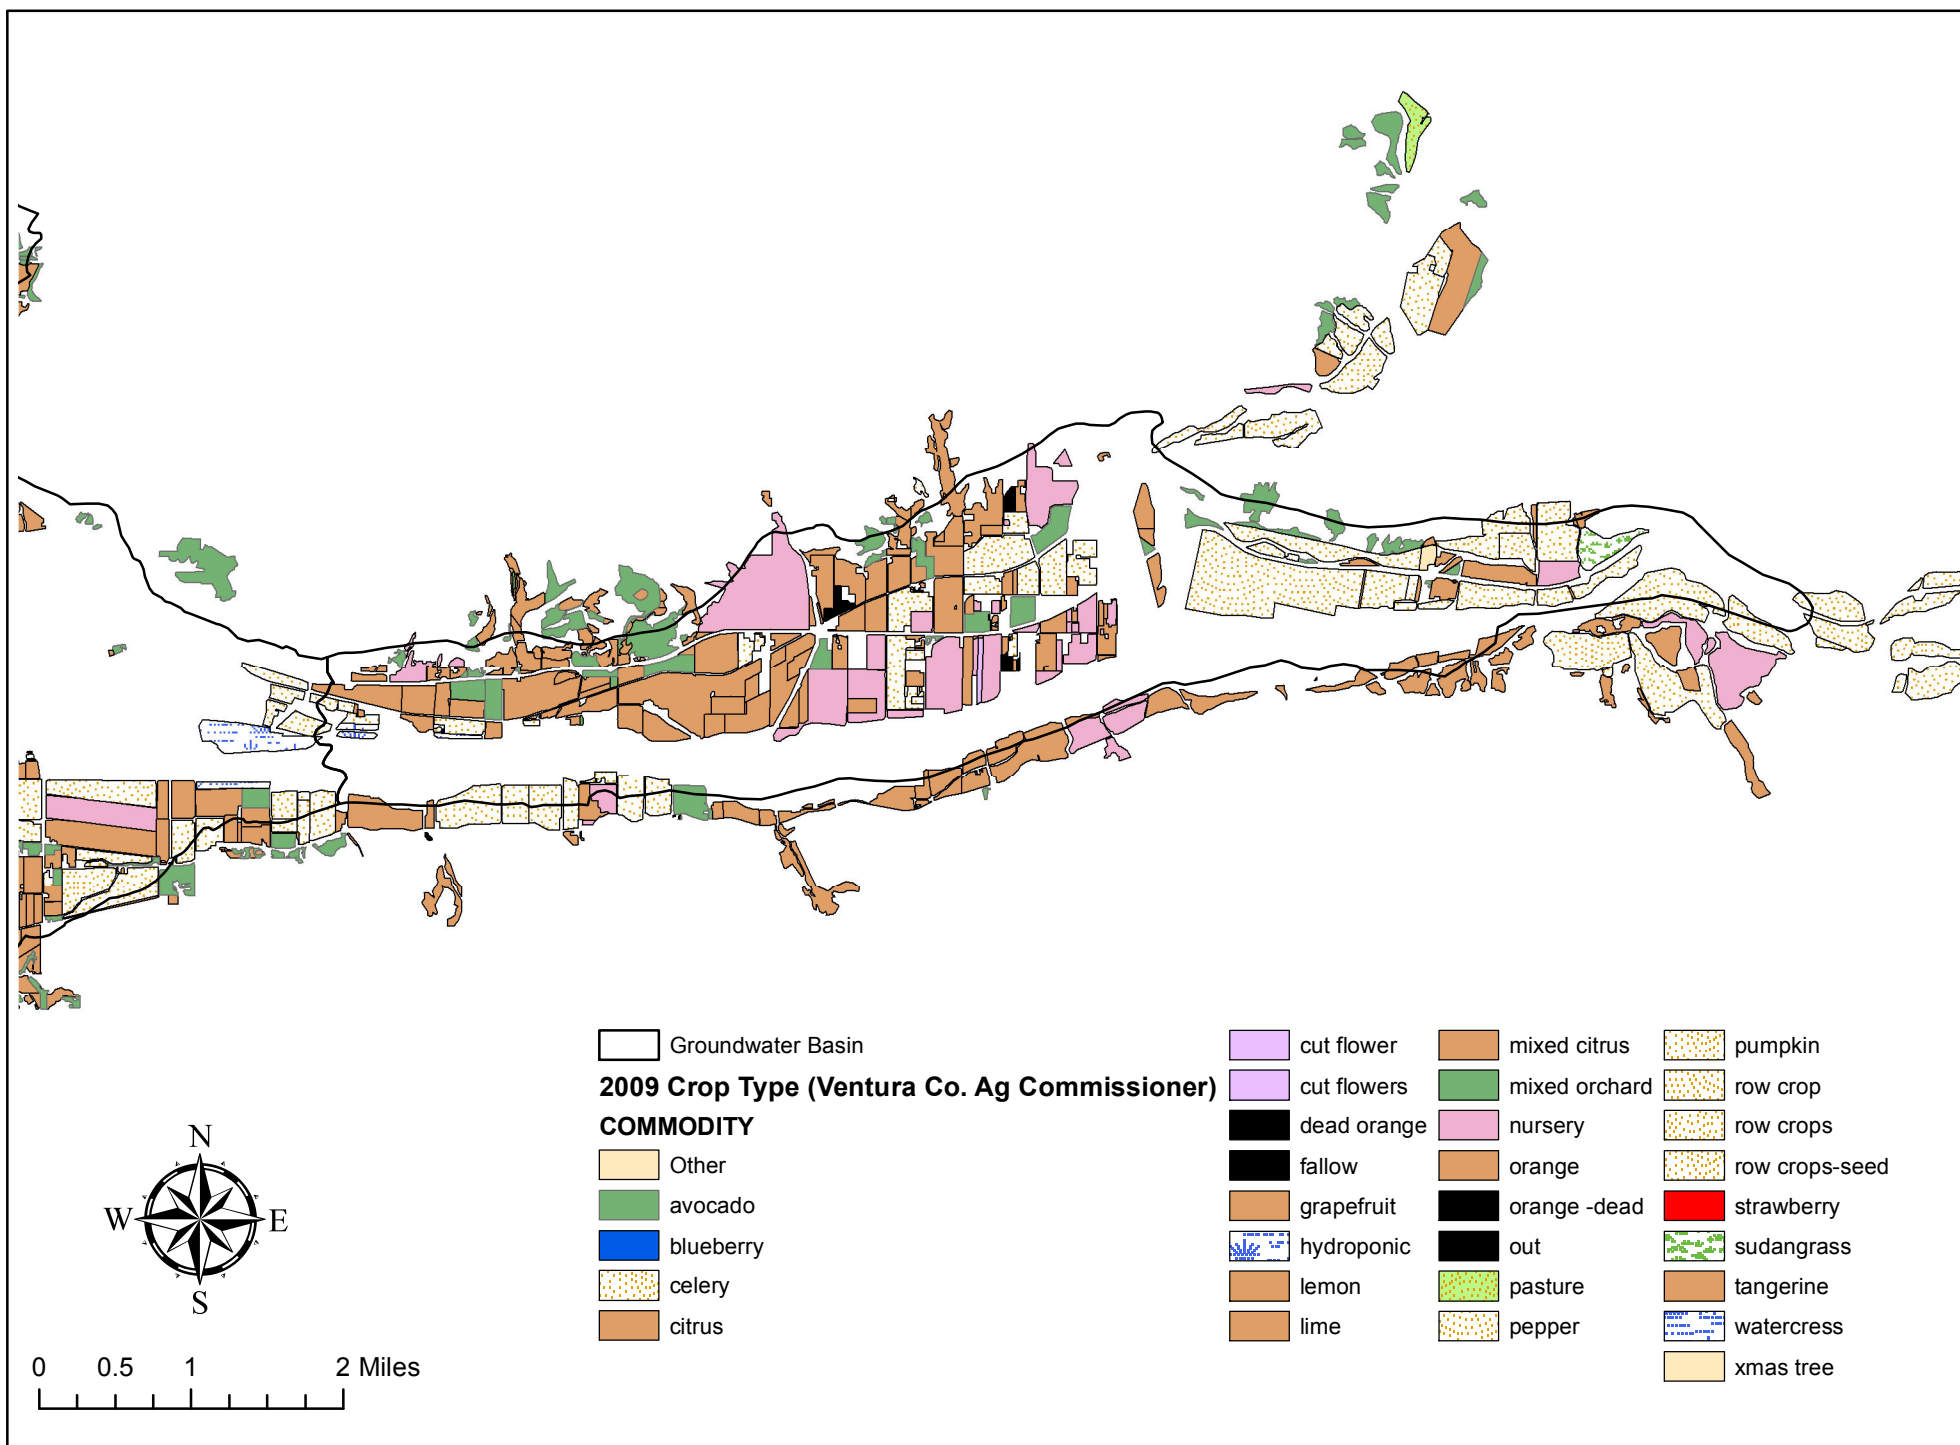 Groundwater Basin
2009 Crop Type (Ventura Co. Ag Commissioner)
COMMODITY
Other
avocado
blueberry
celery
citrus
cut flower
cut flowers
dead orange
fallow
grapefruit
hydroponic
lemon
lime
mixed citrus
mixed orchard
nursery
orange
orange -dead
out
pasture
pepper
pumpkin
row crop
row crops
row crops-seed
strawberry
sudangrass
tangerine
watercress
xmas tree
N
W E
S
0 0.5 1 2 Miles